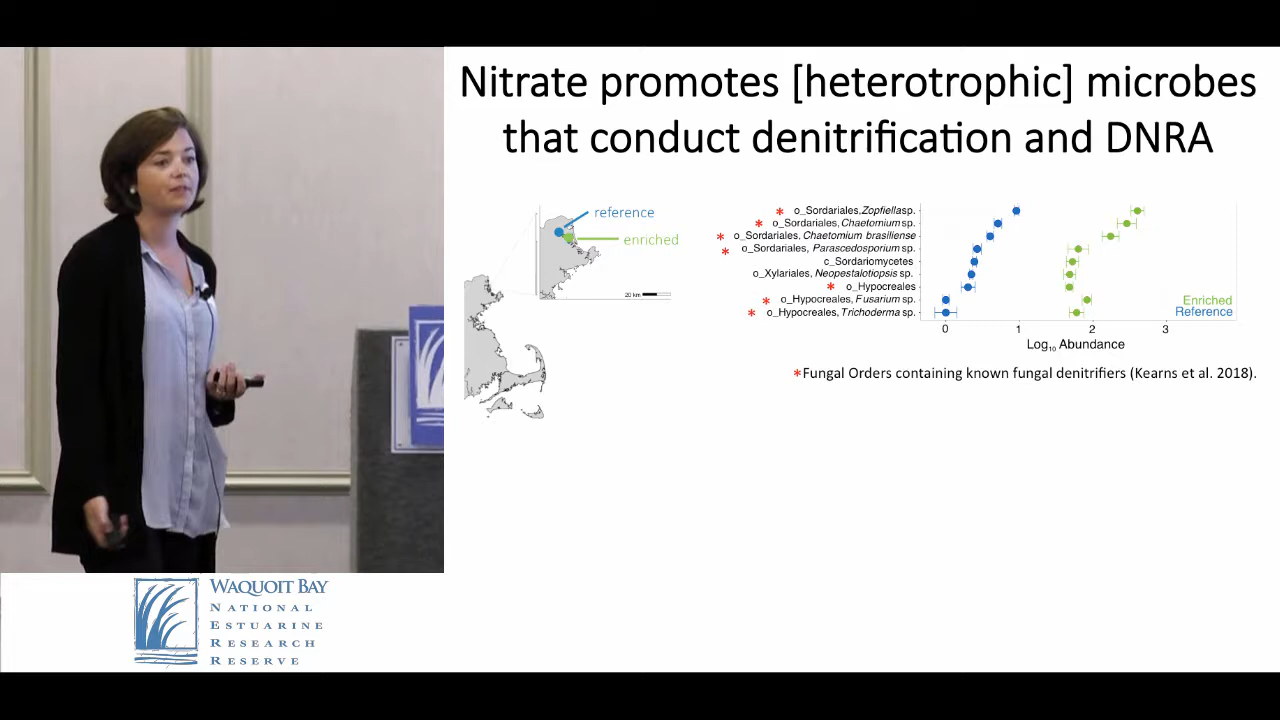 Nitrate promotes [heterotrophic] microbes
that conduct denitrification and DNRA
reference
enriched
20 km
* o_Sordariales, Zopfiella sp.
* o_Sordariales, Chaetomium sp.
* o_Sordariales, Chaetomium brasiliense
* o_Sordariales, Parascedosporium sp.
c_Sordariomycetes
o_Xylariales, Neopestalotiopsis sp.
* o_Hypocreales
* o_Hypocreales, Fusarium sp.
* o_Hypocreales, Trichoderma sp.
Enriched
Reference
0 1 2 3
Log10 Abundance
*Fungal Orders containing known fungal denitrifiers (Kearns et al. 2018).
WAQUOIT BAY
NATIONAL
ESTUARINE
RESEARCH
RESERVE